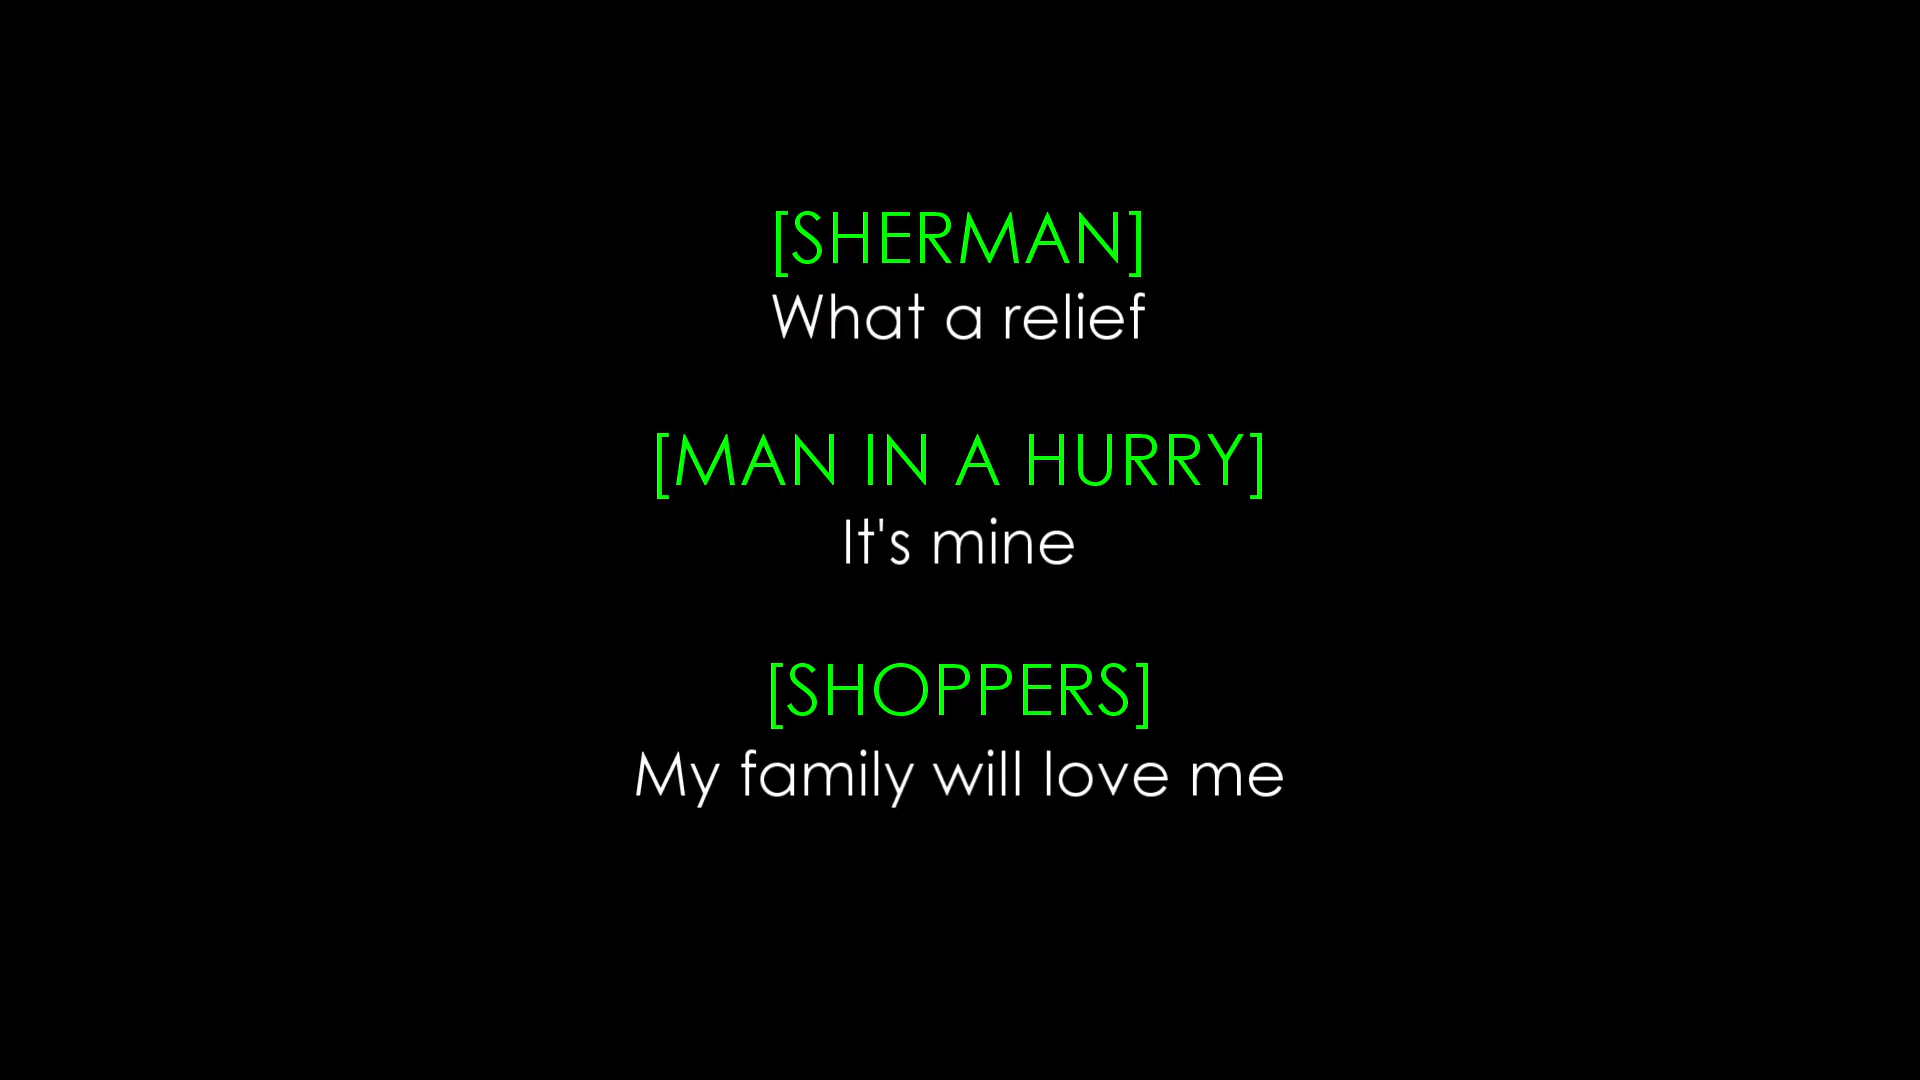 [SHERMAN]
What a relief
[MAN IN A HURRY]
It's mine
[SHOPPERS]
My family will love me